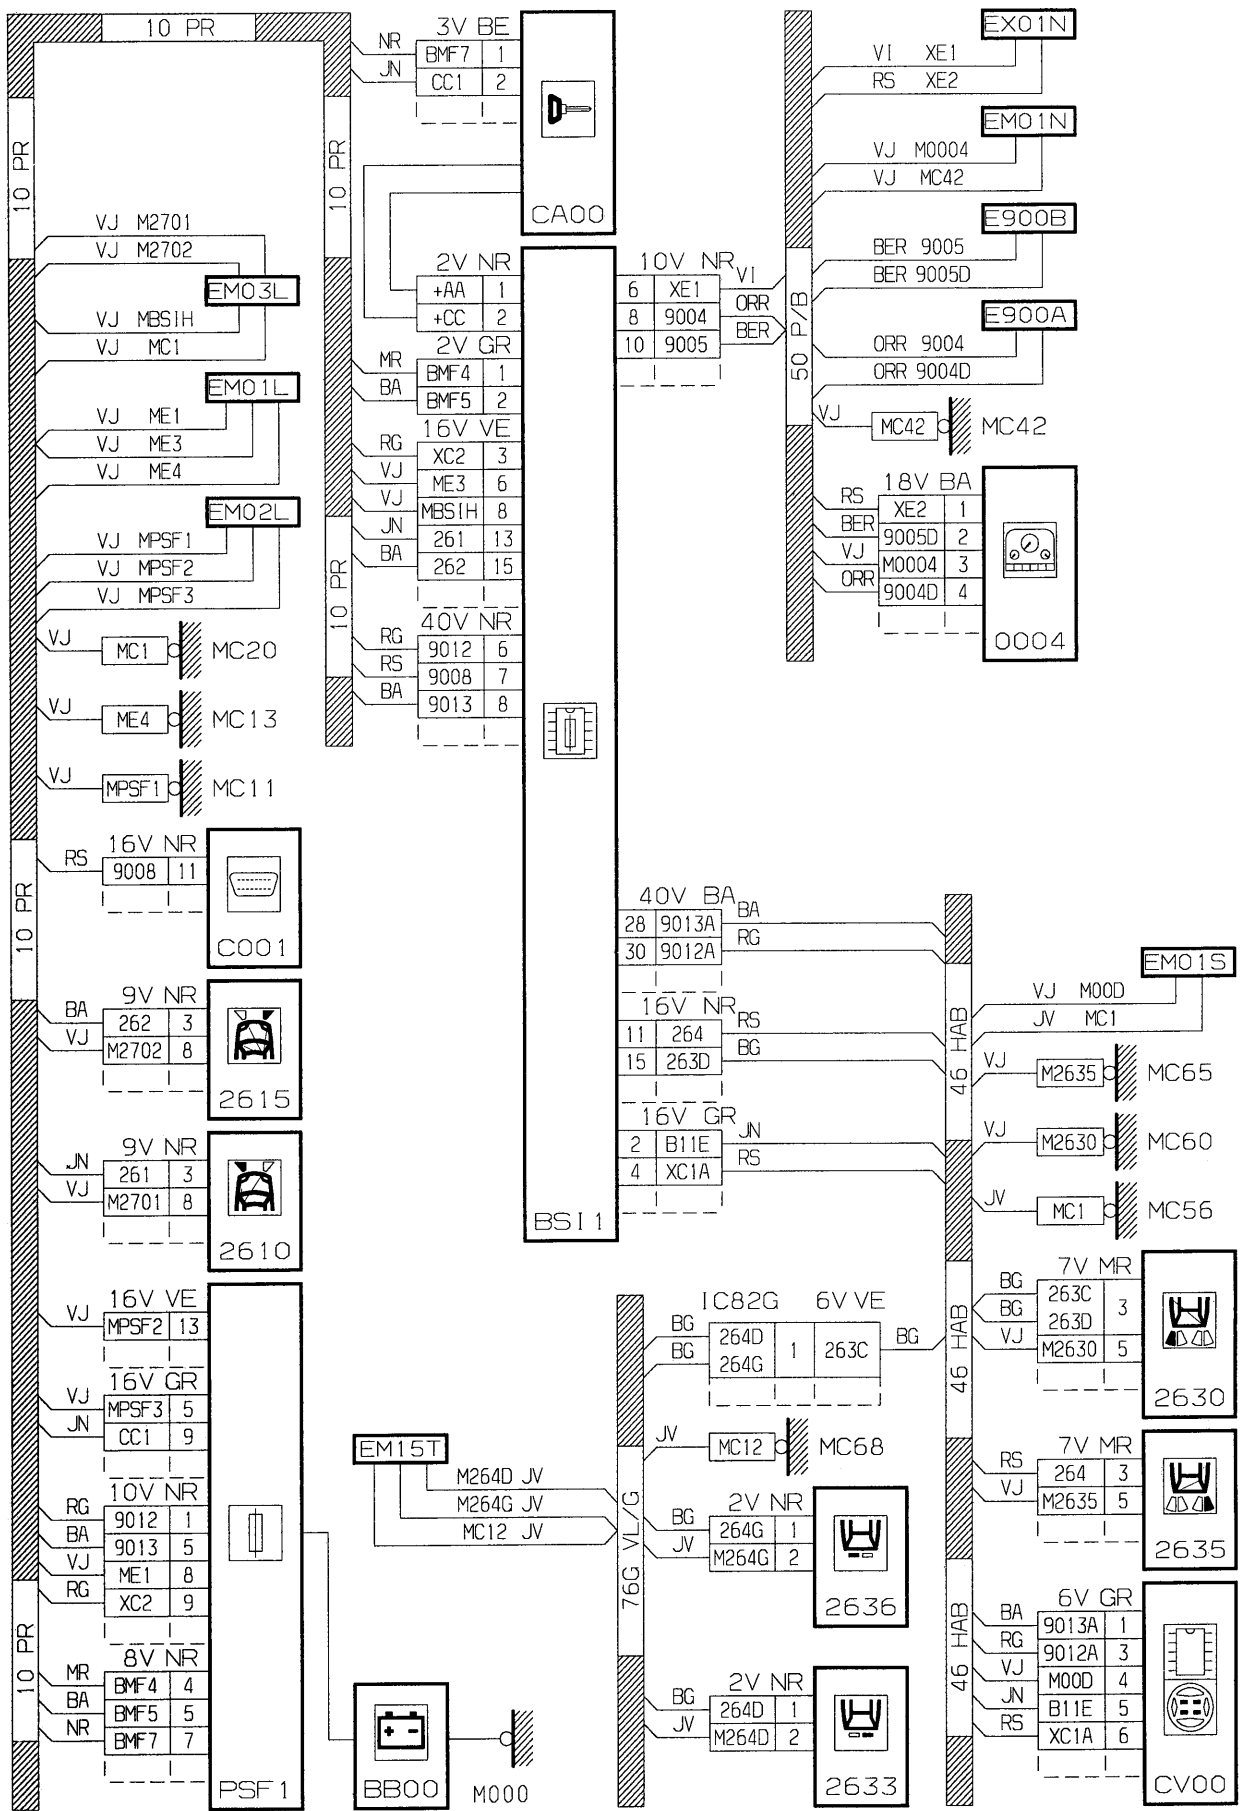 10 PR
10 PR
10 PR
VJ M2701
VJ M2702
EM03L
VJ MBSIH
VJ MC1
EM01L
VJ ME1
VJ ME3
VJ ME4
EM02L
VJ MPSF1
VJ MPSF2
VJ MPSF3
VJ MC1 MC20
VJ ME4 MC13
VJ MPSF1 MC11
10 PR
16V NR
RS 9008 11
C001
9V NR
BA 262 3
VJ M2702 8
2615
9V NR
JN 261 3
VJ M2701 8
2610
16V VE
VJ MPSF2 13
16V GR
VJ MPSF3 5
JN CC1 9
10V NR
RG 9012 1
BA 9013 5
VJ ME1 8
RG XC2 9
10 PR
8V NR
MR BMF4 4
BA BMF5 5
NR BMF7 7
PSF1
BB00
M000
3V BE
NR BMF7 1
JN CC1 2
CA00
2V NR
+AA 1
+CC 2
2V GR
MR BMF4 1
BA BMF5 2
16V VE
RG XC2 3
VJ ME3 6
VJ MBSIH 8
JN 261 13
BA 262 15
10 PR
40V NR
RG 9012 6
RS 9008 7
BA 9013 8
BSI1
10V NR
6 XE1 VI
8 9004 ORR
10 9005 BER
50 P/B
EX01N
VI XE1
RS XE2
EM01N
VJ M0004
VJ MC42
E900B
BER 9005
BER 9005D
E900A
ORR 9004
ORR 9004D
VJ MC42 MC42
18V BA
RS XE2 1
BER 9005D 2
VJ M0004 3
ORR 9004D 4
0004
40V BA
28 9013A BA
30 9012A RG
16V NR
11 264 RS
15 263D BG
16V GR
2 B11E JN
4 XC1A RS
46 HAB
EM01S
VJ M00D
JV MC1
VJ M2635 MC65
VJ M2630 MC60
JV MC1 MC56
46 HAB
7V MR
BG 263C 3
BG 263D
VJ M2630 5
2630
7V MR
RS 264 3
VJ M2635 5
2635
46 HAB
6V GR
BA 9013A 1
RG 9012A 3
VJ M00D 4
JN B11E 5
RS XC1A 6
CV00
IC82G 6V VE
BG 264D 1 263C BG
BG 264G
JV MC12 MC68
EM15T
M264D JV
M264G JV
MC12 JV
76G VL/G
2V NR
BG 264G 1
JV M264G 2
2636
2V NR
BG 264D 1
JV M264D 2
2633